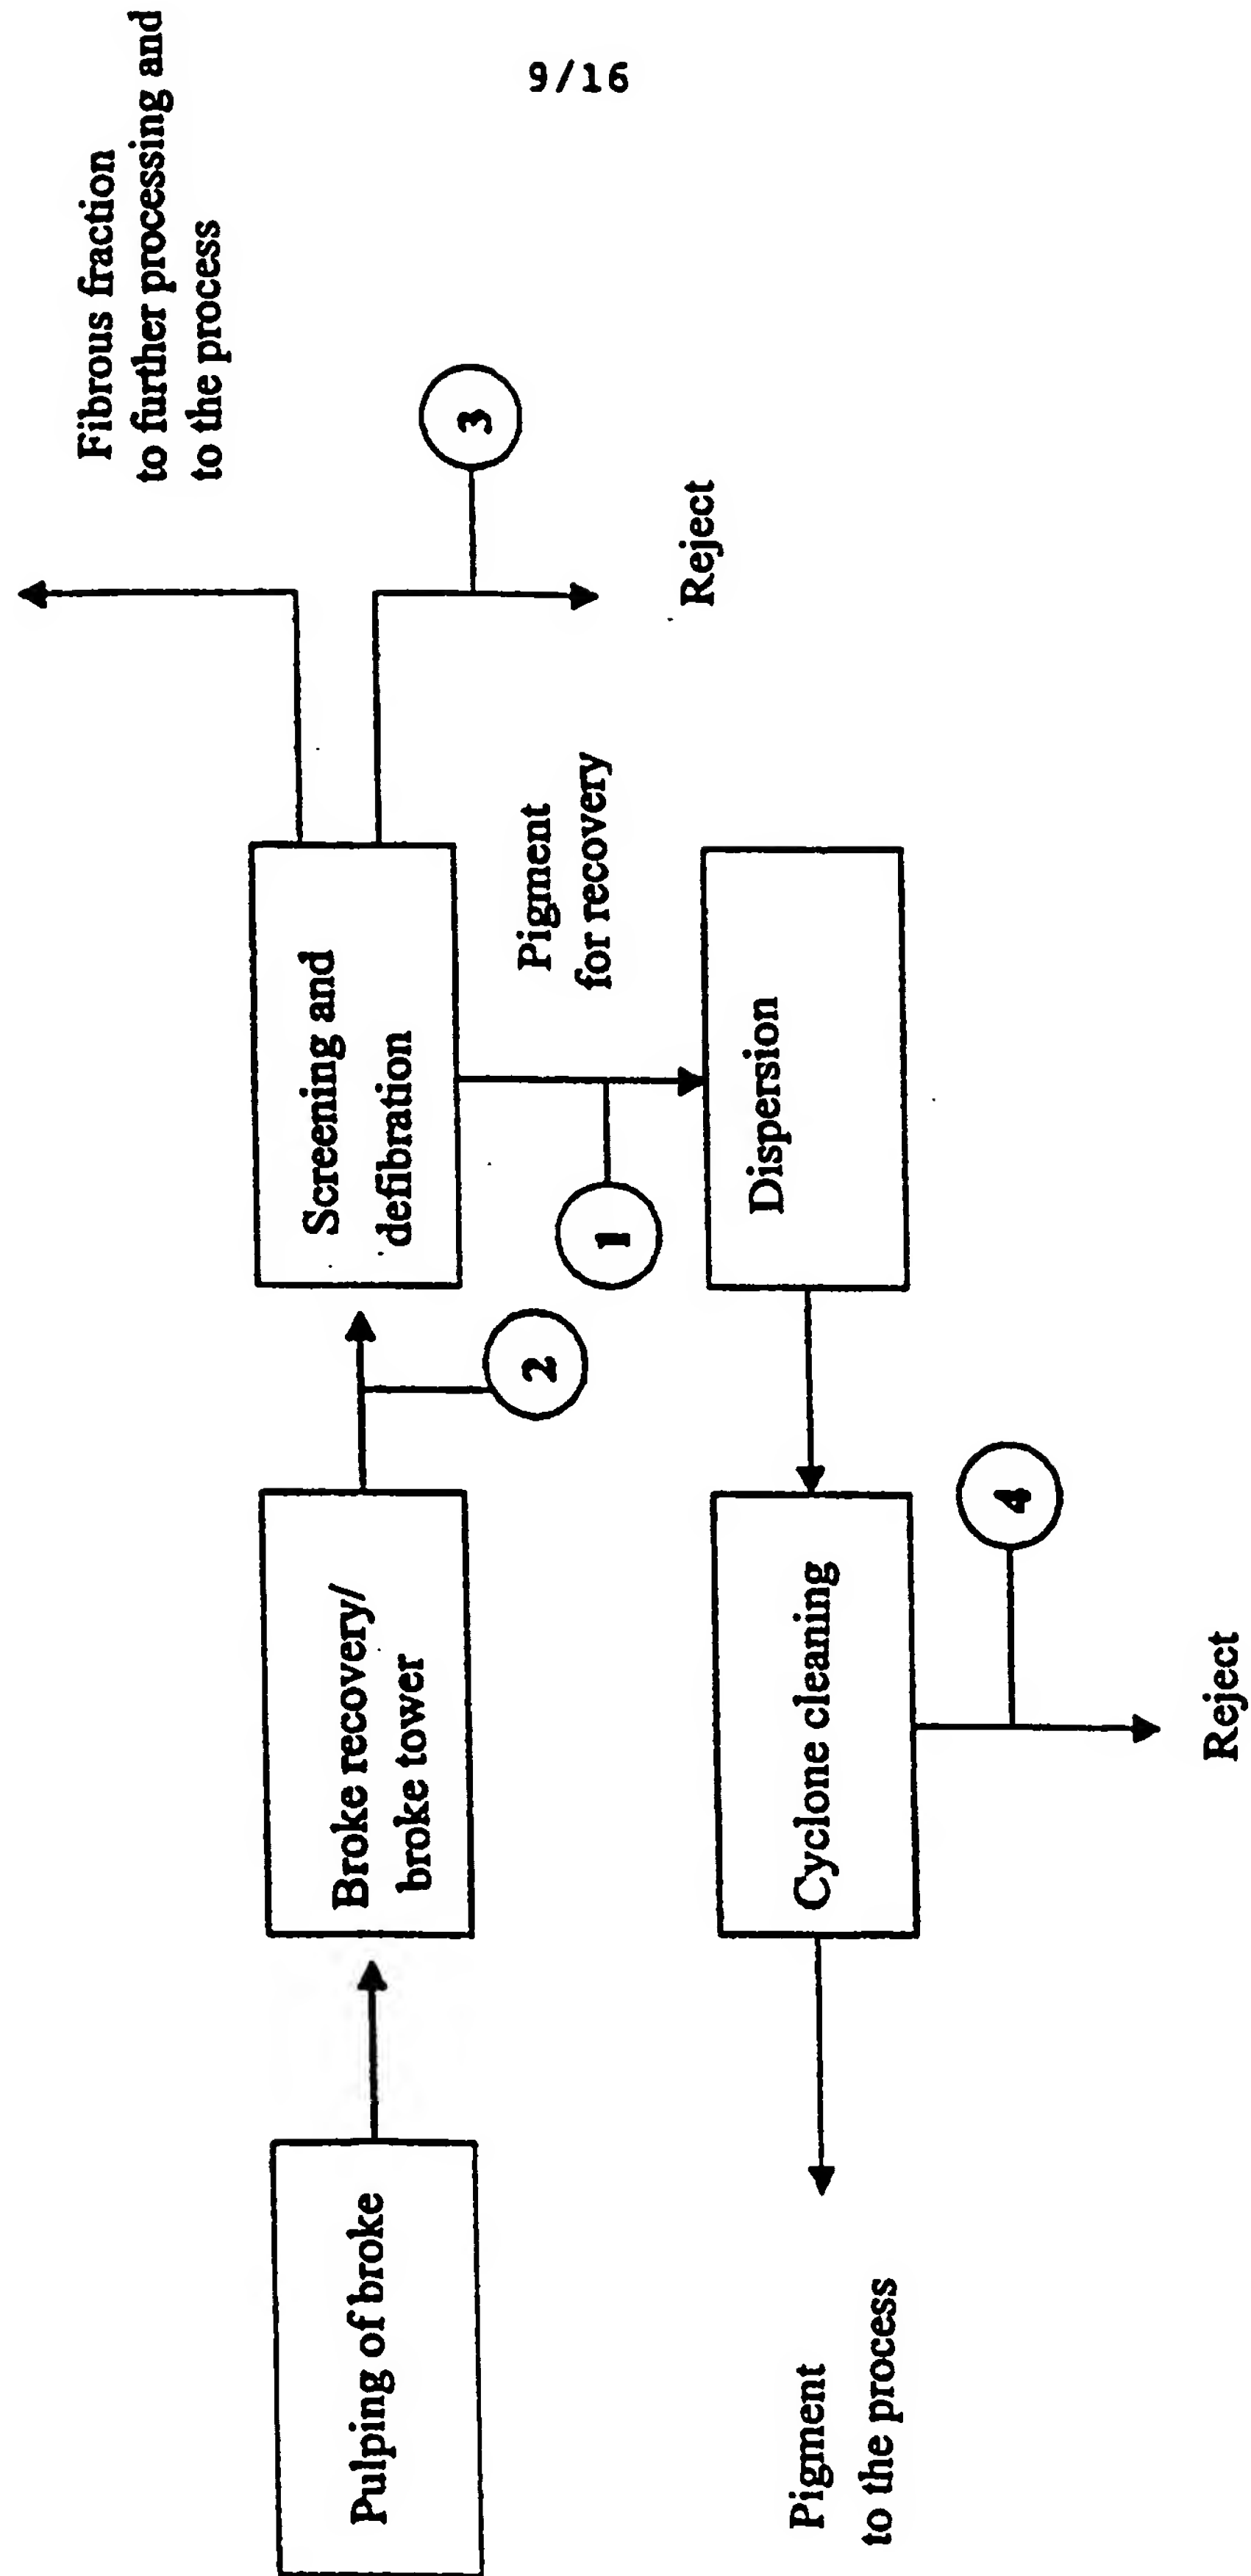 9/16
Fibrous fraction
to further processing and
to the process
Pulping of broke
Broke recovery/
broke tower
2
Screening and
defibration
3
Reject
Pigment
for recovery
1
Dispersion
Cyclone cleaning
4
Reject
Pigment
to the process